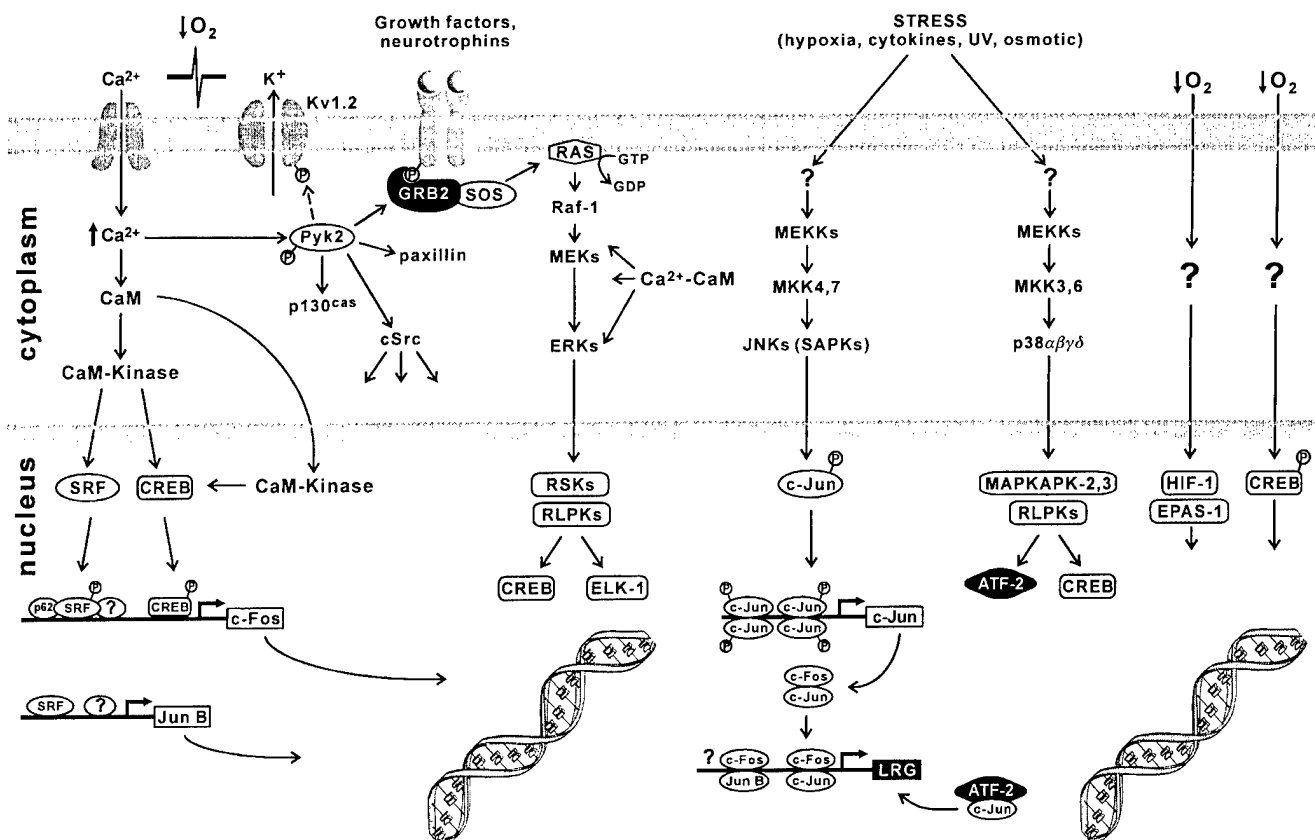 ↓O₂
Growth factors,
neurotrophins
STRESS
(hypoxia, cytokines, UV, osmotic)
Ca²⁺
K⁺
Kv1.2
↓O₂
↓O₂
P
P
GRB2
SOS
RAS
GTP
GDP
?
?
Raf-1
↑Ca²⁺
Pyk2
P
paxillin
MEKs
Ca²⁺-CaM
MEKKs
MEKKs
?
?
cytoplasm
CaM
p130cas
MKK4,7
MKK3,6
cSrc
ERKs
JNKs (SAPKs)
p38αβγδ
CaM-Kinase
nucleus
SRF
CREB
CaM-Kinase
RSKs
RLPKs
P
c-Jun
MAPKAPK-2,3
RLPKs
HIF-1
EPAS-1
P
CREB
CREB
ELK-1
ATF-2
CREB
P
P
p62
SRF
?
CREB
c-Fos
P
P
c-Jun
c-Jun
c-Jun
c-Jun
P
P
c-Jun
c-Fos
c-Jun
SRF
?
Jun B
?
c-Fos
Jun B
c-Fos
c-Jun
LRG
ATF-2
c-Jun